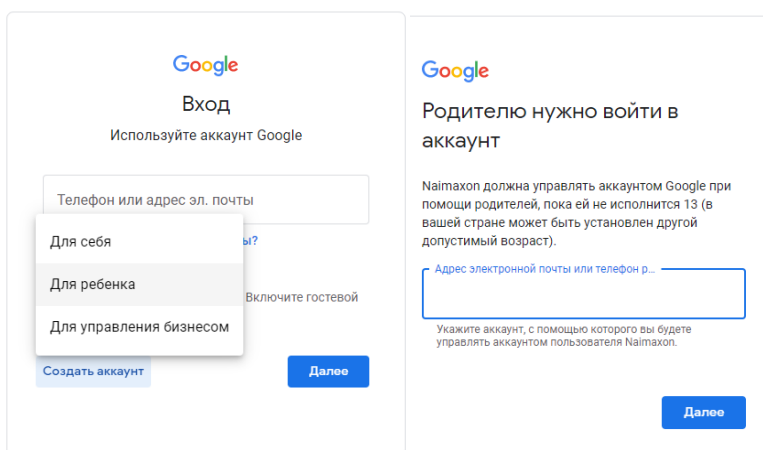 Google
Вход
Используйте аккаунт Google
Телефон или адрес эл. почты
ы?
Для себя
Для ребенка
Включите гостевой
Для управления бизнесом
Создать аккаунт
Далее
Google
Родителю нужно войти в
аккаунт
Naimaxon должна управлять аккаунтом Google при
помощи родителей, пока ей не исполнится 13 (в
вашей стране может быть установлен другой
допустимый возраст).
Адрес электронной почты или телефон р...
Укажите аккаунт, с помощью которого вы будете
управлять аккаунтом пользователя Naimaxon.
Далее